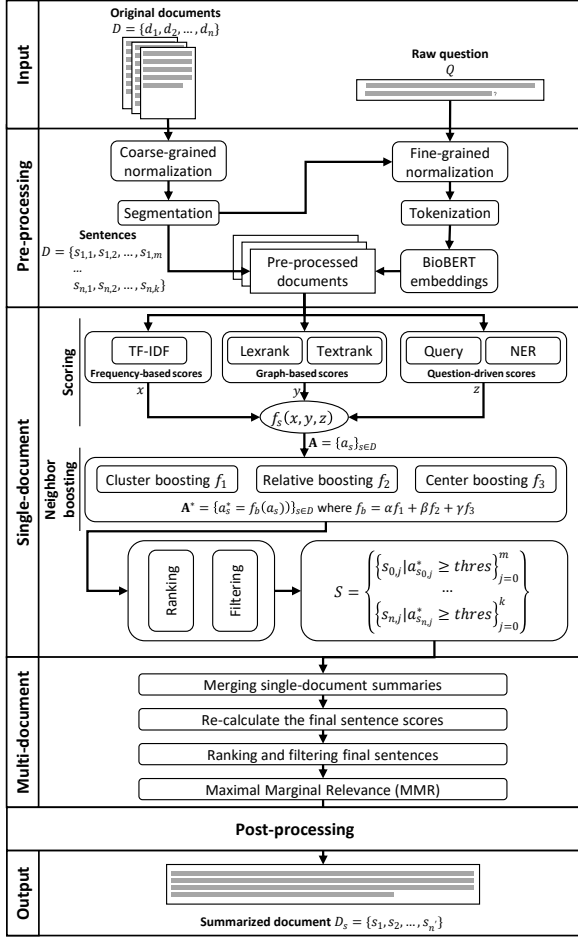 Input
Original documents
D = {d₁, d₂, …, dₙ}
Raw question
Q
?
Pre-processing
Coarse-grained
normalization
Fine-grained
normalization
Segmentation
Tokenization
Sentences
D = {s₁,₁, s₁,₂, …, s₁,ₘ
…
sₙ,₁, sₙ,₂, …, sₙ,ₖ}
Pre-processed
documents
BioBERT
embeddings
Single-document
Scoring
TF-IDF
Frequency-based scores
Lexrank Textrank
Graph-based scores
Query NER
Question-driven scores
x y z
fₛ(x, y, z)
A = {aₛ}ₛ∈D
Neighbor
boosting
Cluster boosting f₁ Relative boosting f₂ Center boosting f₃
A* = {a*ₛ = f_b(aₛ))}ₛ∈D where f_b = αf₁ + βf₂ + γf₃
Ranking
Filtering
{s₀,ⱼ|a*_{s₀,ⱼ} ≥ thres}ᵐⱼ₌₀
S = { … }
{sₙ,ⱼ|a*_{sₙ,ⱼ} ≥ thres}ᵏⱼ₌₀
Multi-document
Merging single-document summaries
Re-calculate the final sentence scores
Ranking and filtering final sentences
Maximal Marginal Relevance (MMR)
Post-processing
Output
Summarized document Dₛ = {s₁, s₂, …, sₙ′}